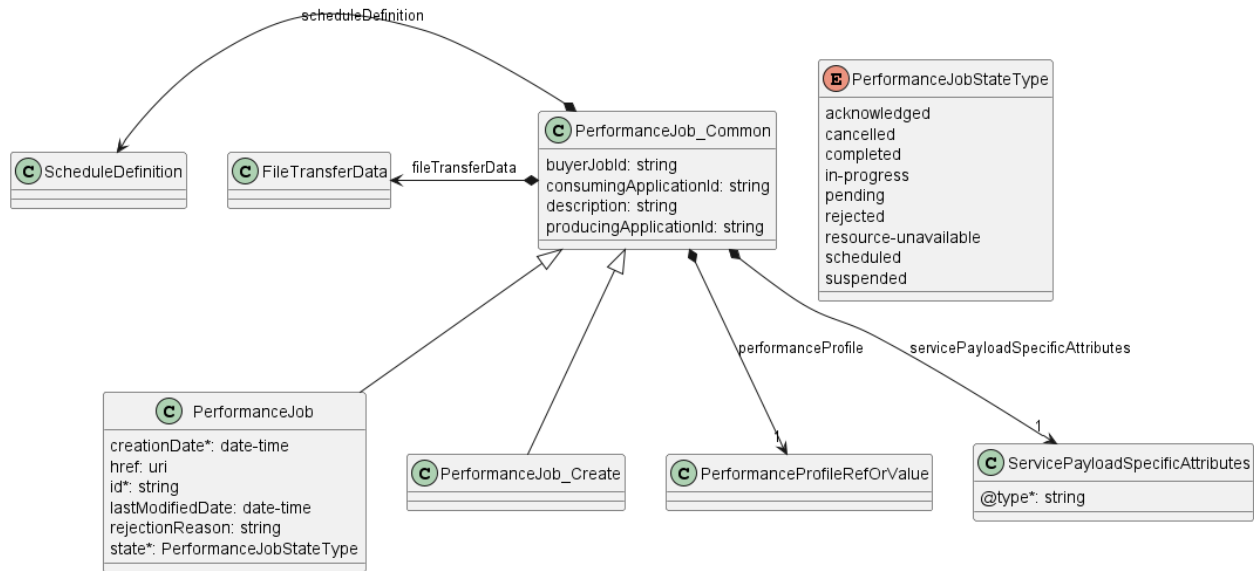 scheduleDefinition
E PerformanceJobStateType
acknowledged
cancelled
completed
in-progress
pending
rejected
resource-unavailable
scheduled
suspended
C PerformanceJob_Common
buyerJobId: string
consumingApplicationId: string
description: string
producingApplicationId: string
C ScheduleDefinition
C FileTransferData
fileTransferData
performanceProfile
servicePayloadSpecificAttributes
1
1
C PerformanceJob
creationDate*: date-time
href: uri
id*: string
lastModifiedDate: date-time
rejectionReason: string
state*: PerformanceJobStateType
C PerformanceJob_Create
C PerformanceProfileRefOrValue
C ServicePayloadSpecificAttributes
@type*: string